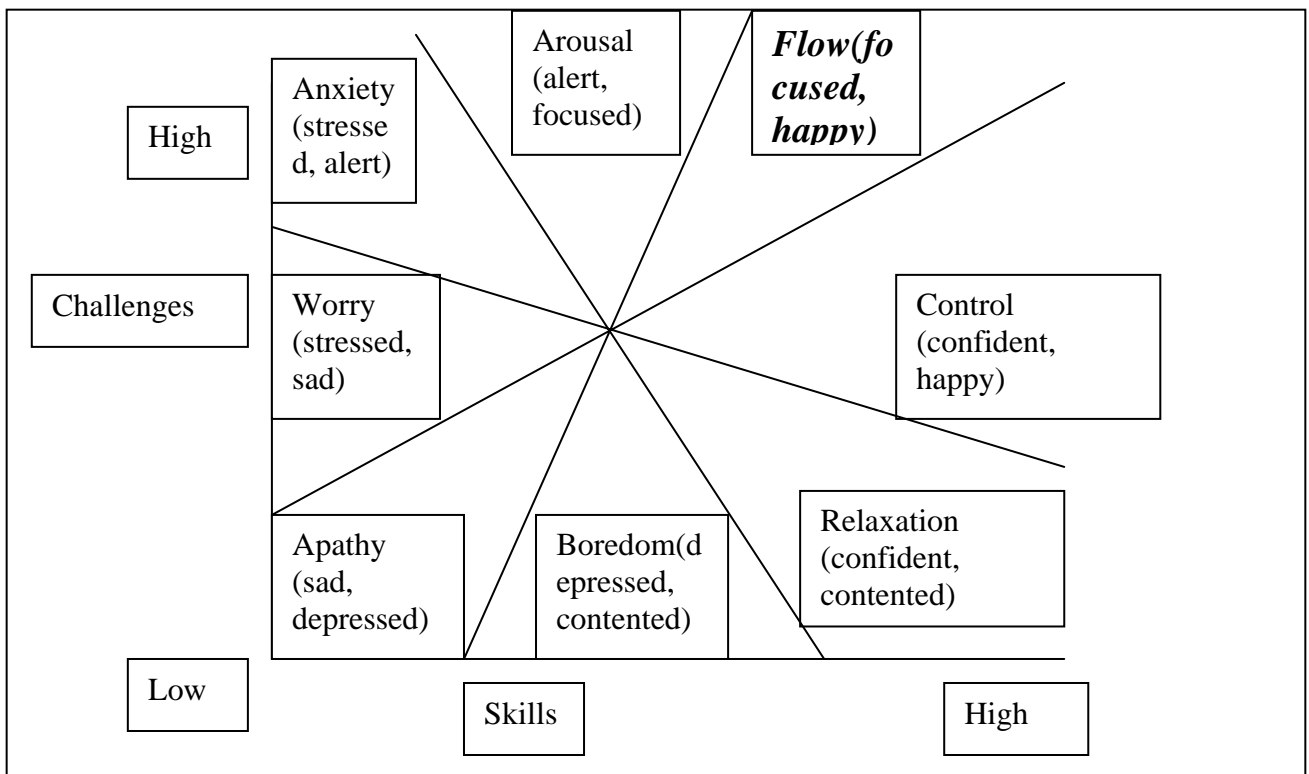 Arousal
(alert,
focused)
Flow(fo
cused,
happy)
Anxiety
(stresse
d, alert)
High
Challenges
Worry
(stressed,
sad)
Control
(confident,
happy)
Apathy
(sad,
depressed)
Boredom(d
epressed,
contented)
Relaxation
(confident,
contented)
Low
Skills
High